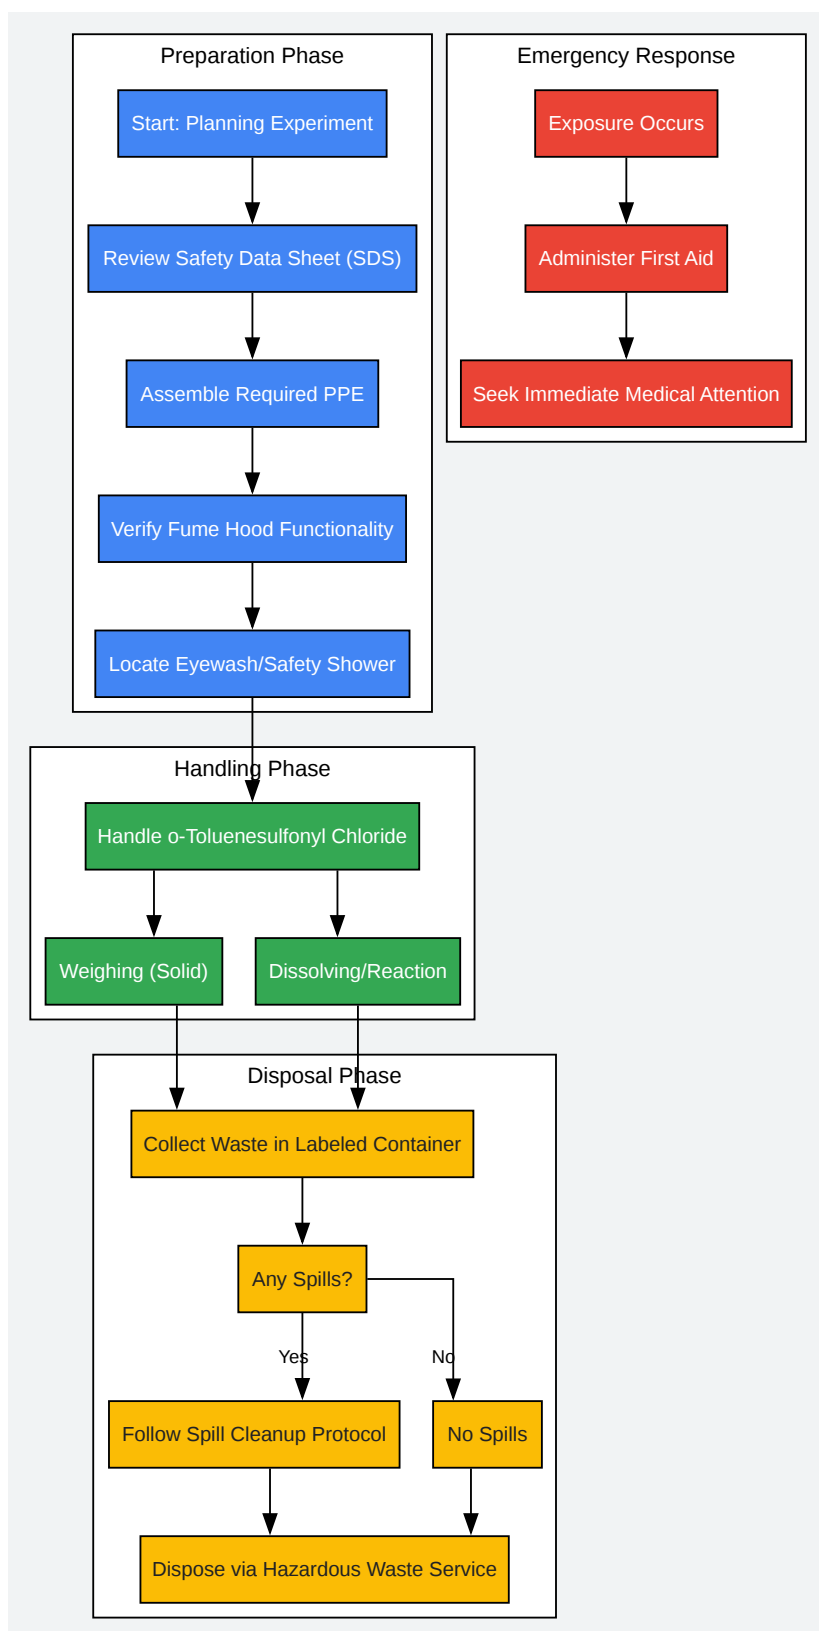 Preparation Phase
Start: Planning Experiment
Review Safety Data Sheet (SDS)
Assemble Required PPE
Verify Fume Hood Functionality
Locate Eyewash/Safety Shower
Emergency Response
Exposure Occurs
Administer First Aid
Seek Immediate Medical Attention
Handling Phase
Handle o-Toluenesulfonyl Chloride
Weighing (Solid)
Dissolving/Reaction
Disposal Phase
Collect Waste in Labeled Container
Any Spills?
Yes
No
Follow Spill Cleanup Protocol
No Spills
Dispose via Hazardous Waste Service